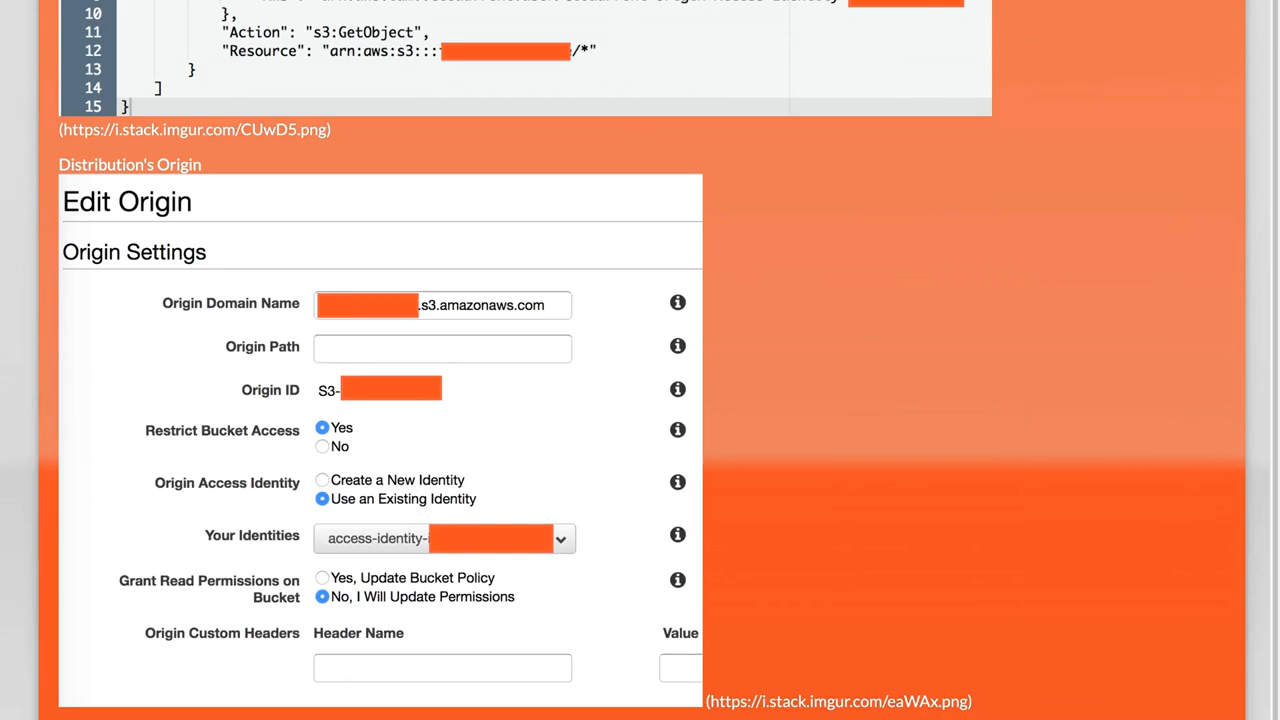 10 },
11 "Action": "s3:GetObject",
12 "Resource": "arn:aws:s3::: /*"
13 }
14 ]
15 }
(https://i.stack.imgur.com/CUwD5.png)
Distribution's Origin
Edit Origin
Origin Settings
Origin Domain Name .s3.amazonaws.com
Origin Path
Origin ID S3-
Restrict Bucket Access Yes
No
Origin Access Identity Create a New Identity
Use an Existing Identity
Your Identities access-identity-
Grant Read Permissions on Bucket Yes, Update Bucket Policy
No, I Will Update Permissions
Origin Custom Headers Header Name Value
(https://i.stack.imgur.com/eaWAx.png)